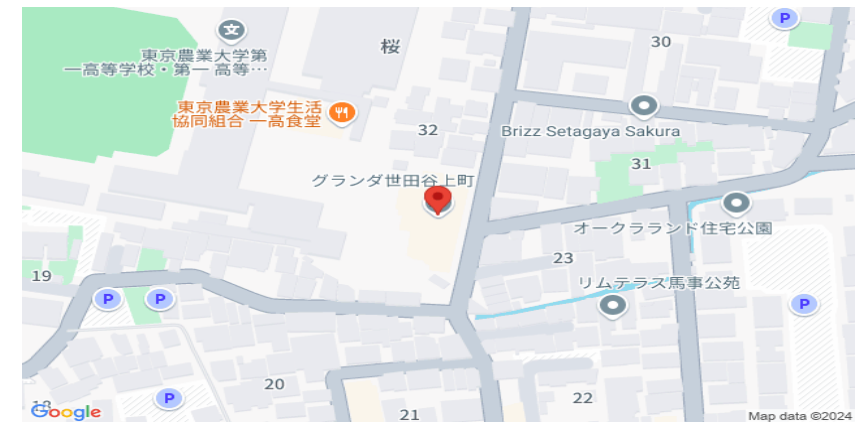 文
桜
30
P
東京農業大学第
一高等学校・第一 高等…
東京農業大学生活
協同組合 一高食堂
32
Brizz Setagaya Sakura
31
グランダ世田谷上町
オークラランド住宅公園
19
23
リムテラス馬事公苑
P
P
P
20
22
P
18
21
Google
Map data ©2024